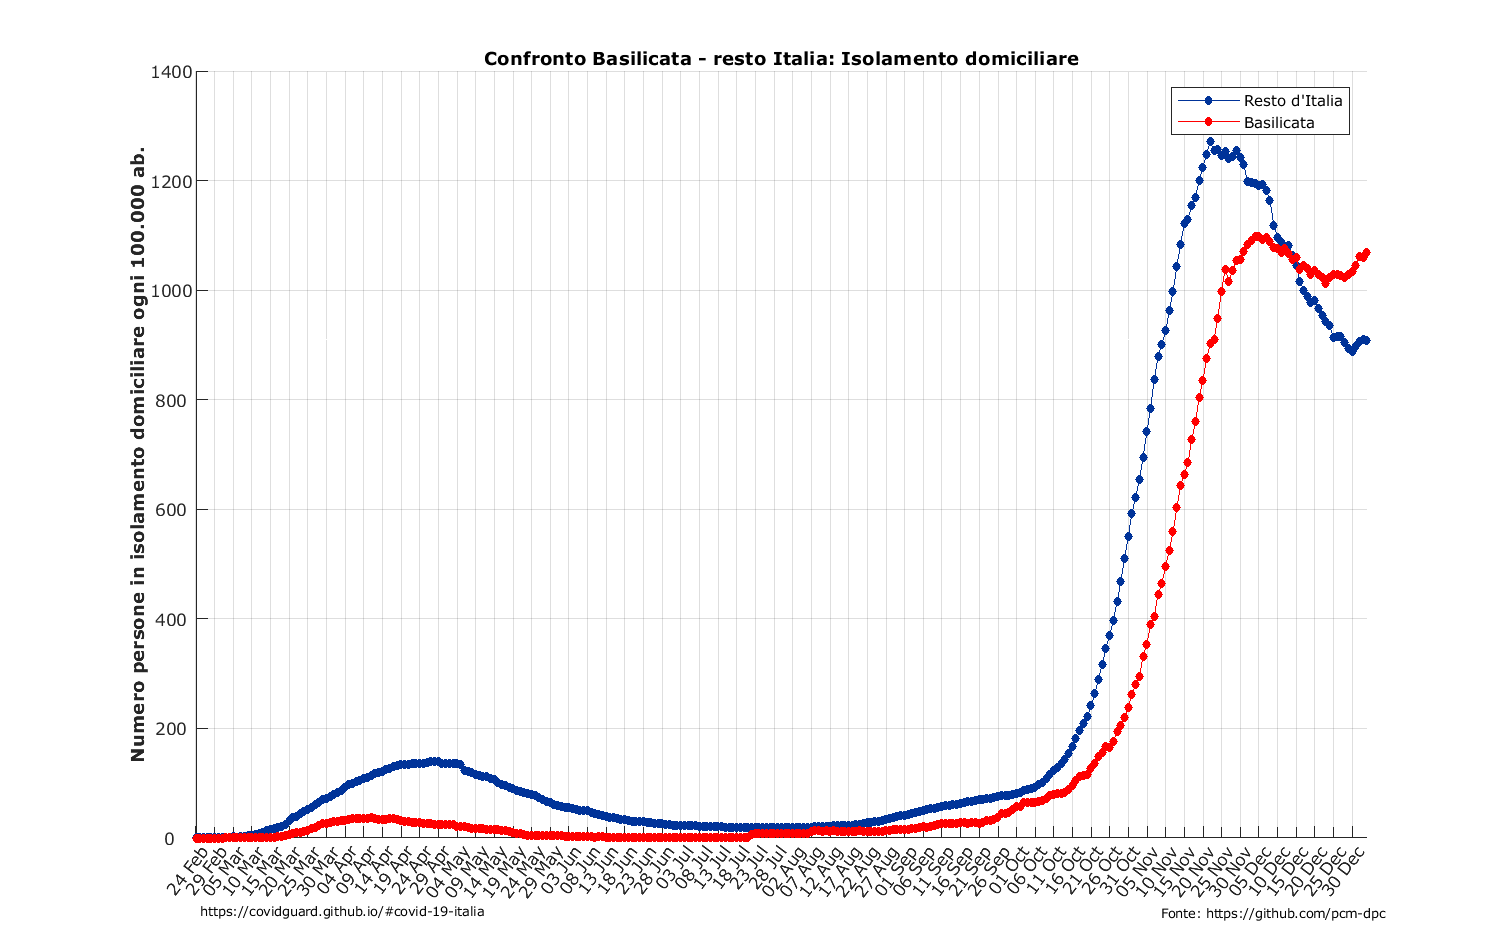 Confronto Basilicata - resto Italia: Isolamento domiciliare
Numero persone in isolamento domiciliare ogni 100.000 ab.
1400
1200
1000
800
600
400
200
0
Resto d'Italia
Basilicata
24 Feb
29 Feb
05 Mar
10 Mar
15 Mar
20 Mar
25 Mar
30 Mar
04 Apr
09 Apr
14 Apr
19 Apr
24 Apr
29 Apr
04 May
09 May
14 May
19 May
24 May
29 May
03 Jun
08 Jun
13 Jun
18 Jun
23 Jun
28 Jun
03 Jul
08 Jul
13 Jul
18 Jul
23 Jul
28 Jul
02 Aug
07 Aug
12 Aug
17 Aug
22 Aug
27 Aug
01 Sep
06 Sep
11 Sep
16 Sep
21 Sep
26 Sep
01 Oct
06 Oct
11 Oct
16 Oct
21 Oct
26 Oct
31 Oct
05 Nov
10 Nov
15 Nov
20 Nov
25 Nov
30 Nov
05 Dec
10 Dec
15 Dec
20 Dec
25 Dec
30 Dec
https://covidguard.github.io/#covid-19-italia
Fonte: https://github.com/pcm-dpc